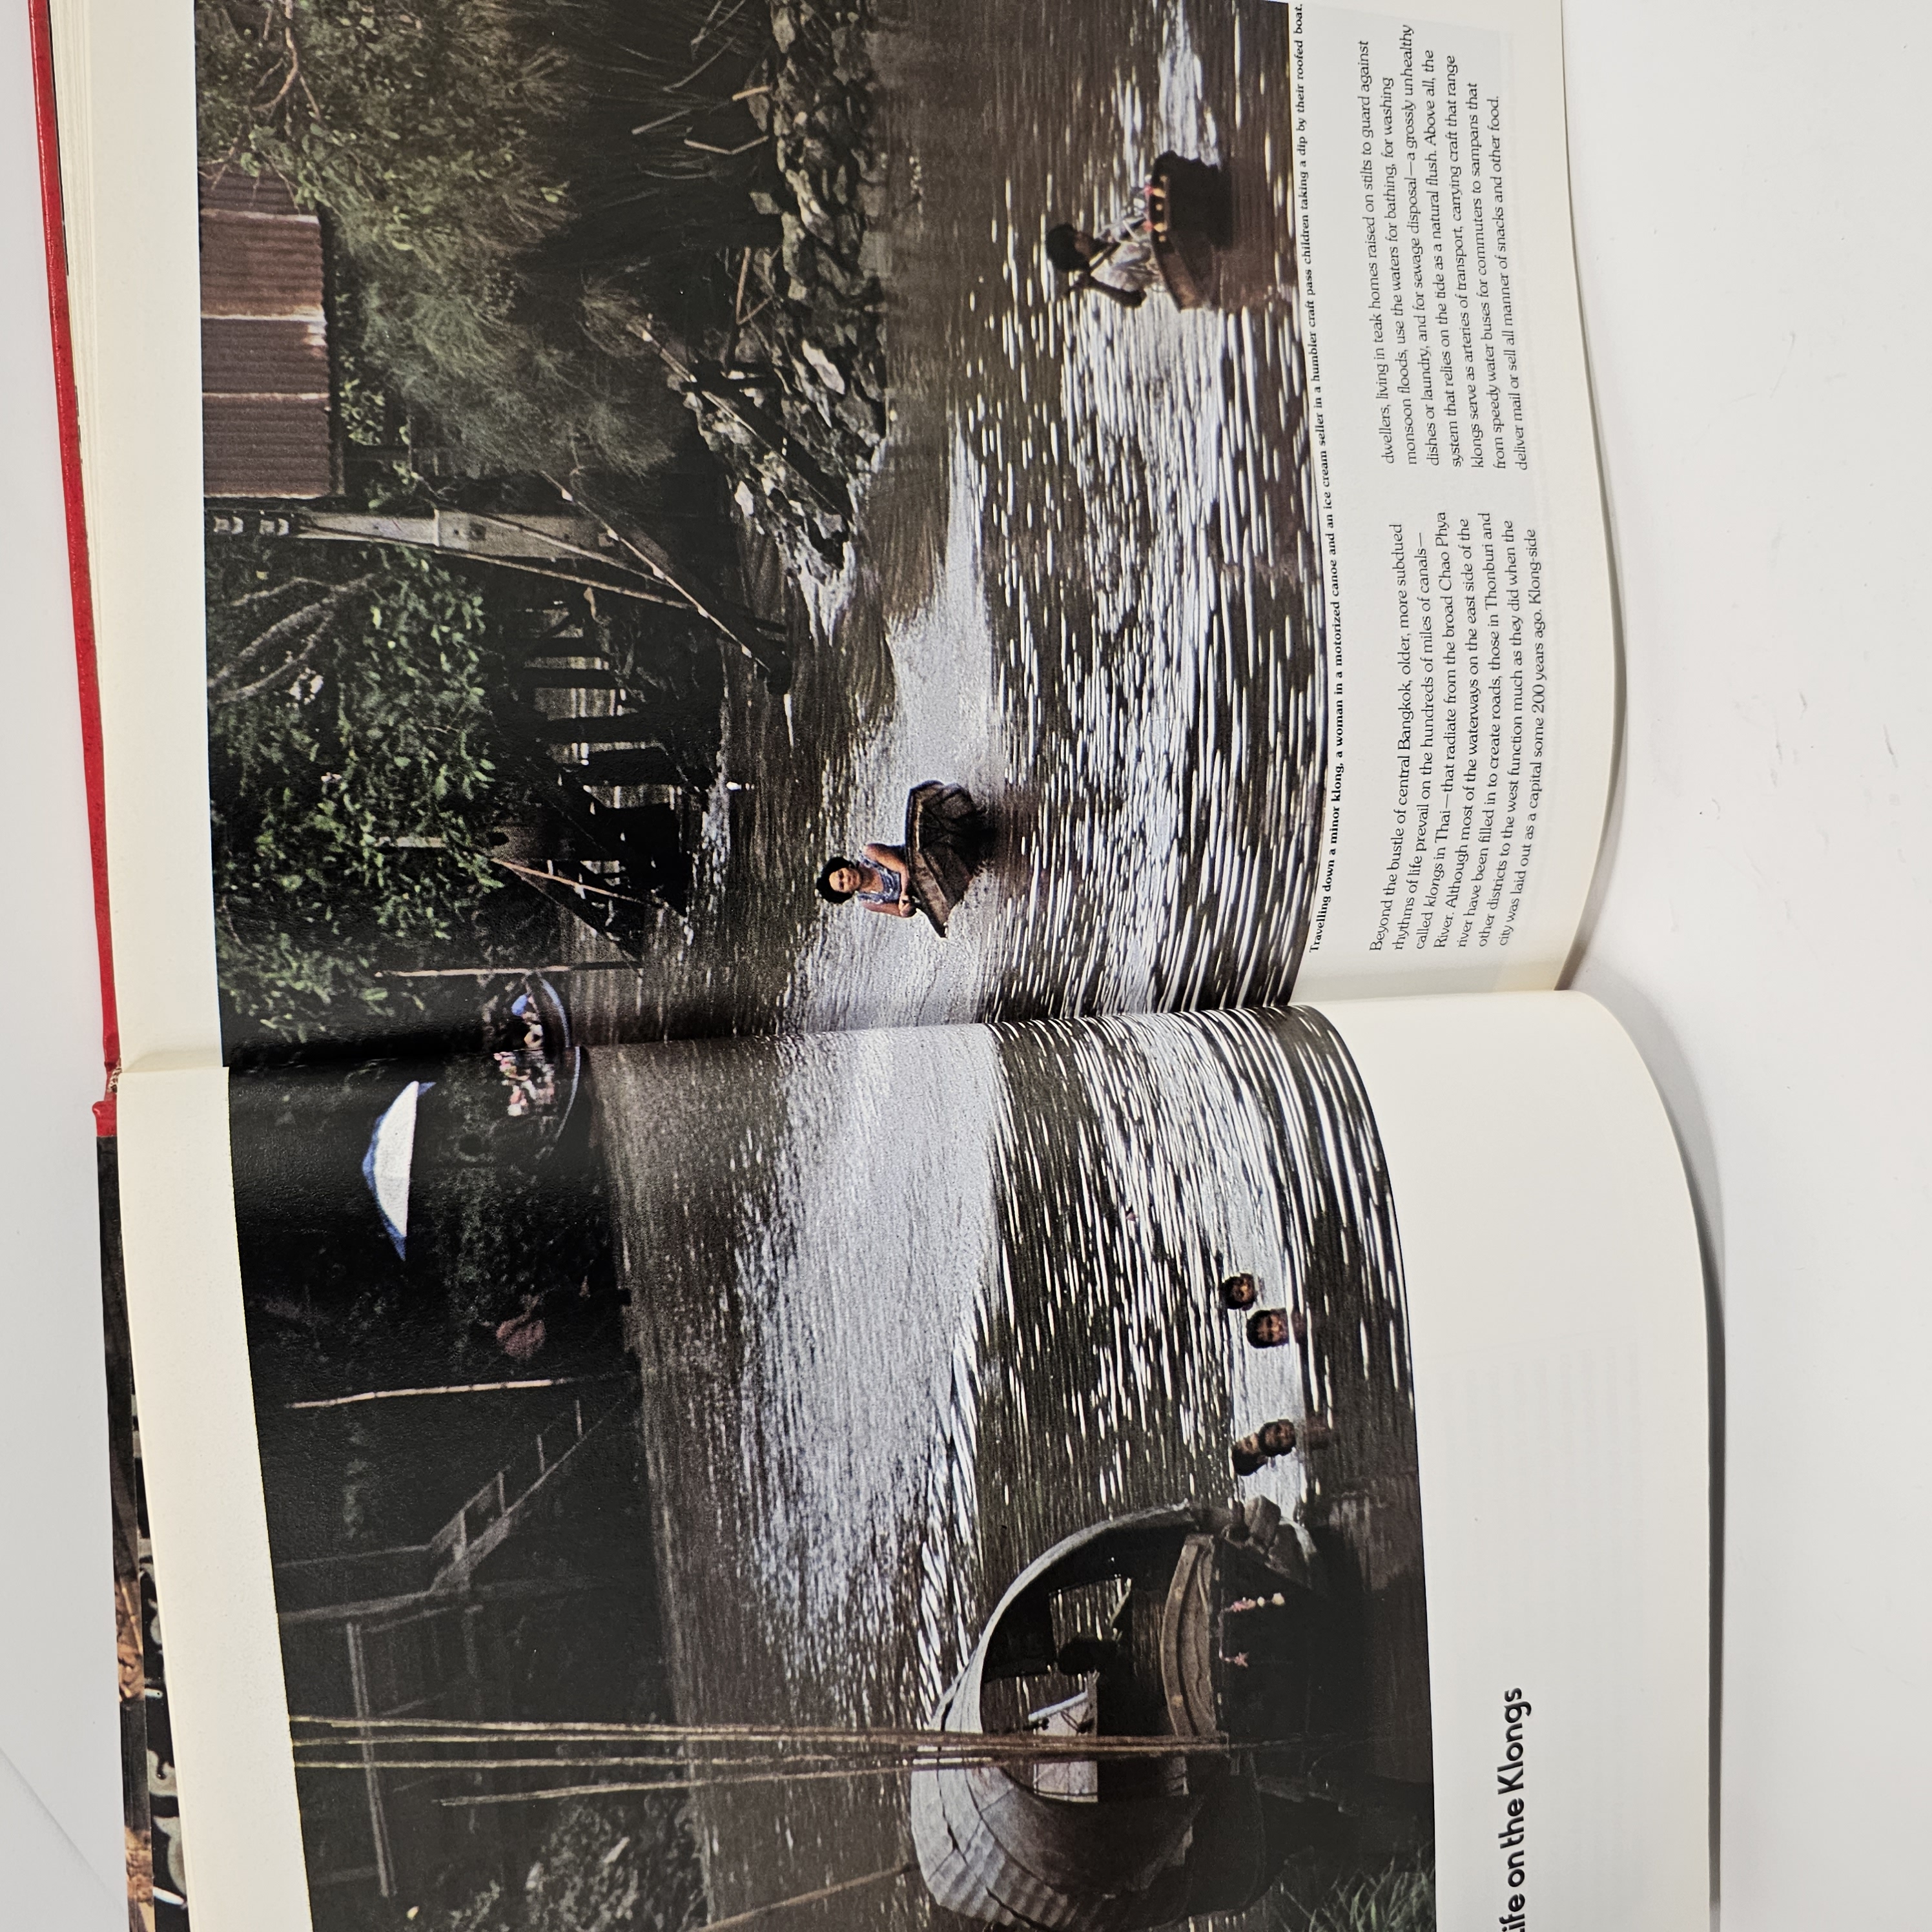 Life on the Klongs
Travelling down a minor klong, a woman in a motorized canoe and an ice cream seller in a humbler craft pass children taking a dip by their roofed boat.
Beyond the bustle of central Bangkok, older, more subdued
rhythms of life prevail on the hundreds of miles of canals—
called klongs in Thai—that radiate from the broad Chao Phya
River. Although most of the waterways on the east side of the
river have been filled in to create roads, those in Thonburi and
other districts to the west function much as they did when the
city was laid out as a capital some 200 years ago. Klong-side
dwellers, living in teak homes raised on stilts to guard against
monsoon floods, use the waters for bathing, for washing
dishes or laundry, and for sewage disposal—a grossly unhealthy
system that relies on the tide as a natural flush. Above all, the
klongs serve as arteries of transport, carrying craft that range
from speedy water buses for commuters to sampans that
deliver mail or sell all manner of snacks and other food.